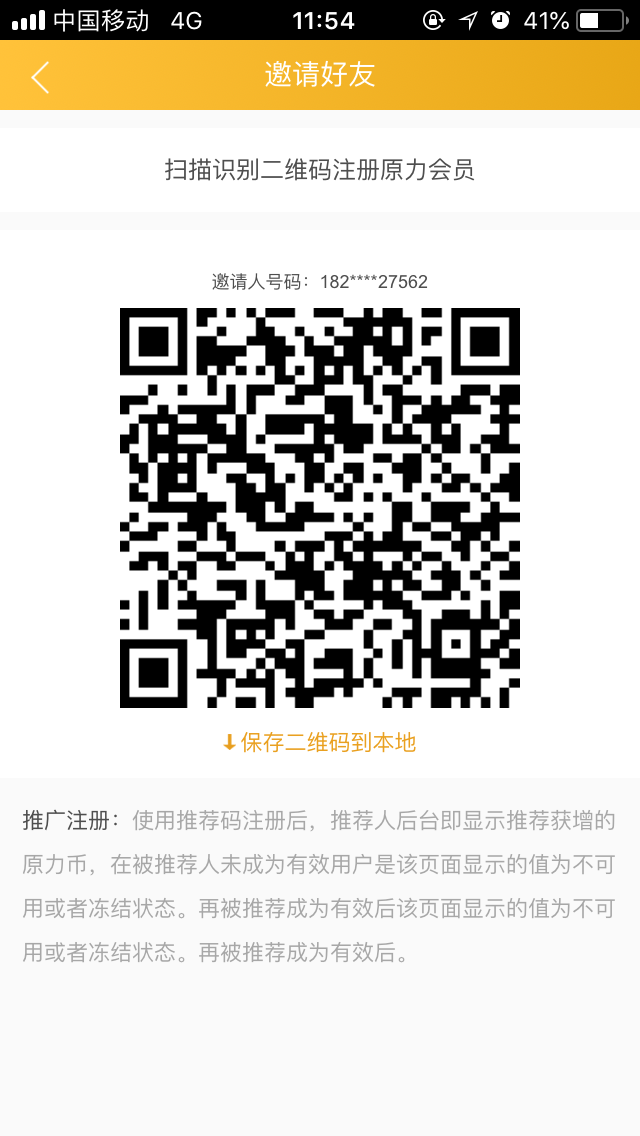 中国移动 4G 11:54 41%
邀请好友
扫描识别二维码注册原力会员
邀请人号码：182****27562
保存二维码到本地
推广注册：使用推荐码注册后，推荐人后台即显示推荐获增的
原力币，在被推荐人未成为有效用户是该页面显示的值为不可
用或者冻结状态。再被推荐成为有效后该页面显示的值为不可
用或者冻结状态。再被推荐成为有效后。